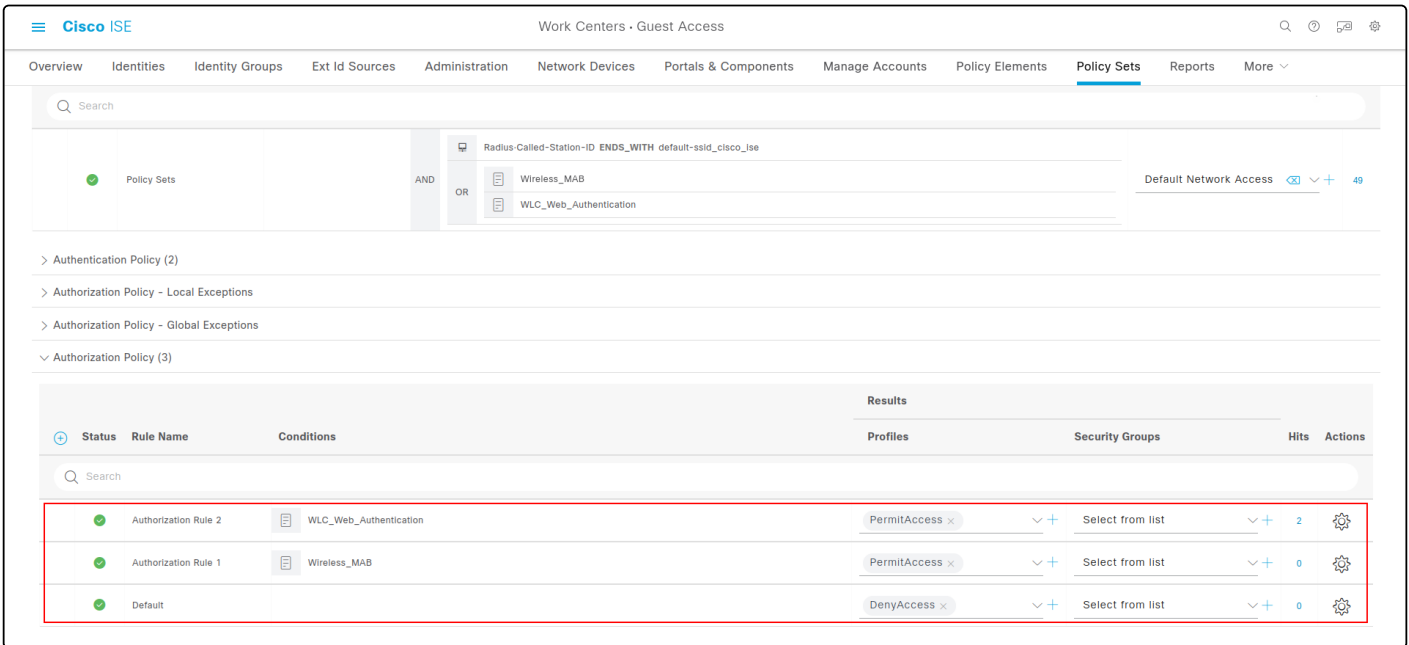 Cisco ISE
Work Centers · Guest Access
Overview Identities Identity Groups Ext Id Sources Administration Network Devices Portals & Components Manage Accounts Policy Elements Policy Sets Reports More
Search
Radius-Called-Station-ID ENDS_WITH default-ssid_cisco_ise
Policy Sets AND OR Wireless_MAB Default Network Access 49
WLC_Web_Authentication
Authentication Policy (2)
Authorization Policy - Local Exceptions
Authorization Policy - Global Exceptions
Authorization Policy (3)
Results
Status Rule Name Conditions Profiles Security Groups Hits Actions
Search
Authorization Rule 2 WLC_Web_Authentication PermitAccess Select from list 2
Authorization Rule 1 Wireless_MAB PermitAccess Select from list 0
Default DenyAccess Select from list 0